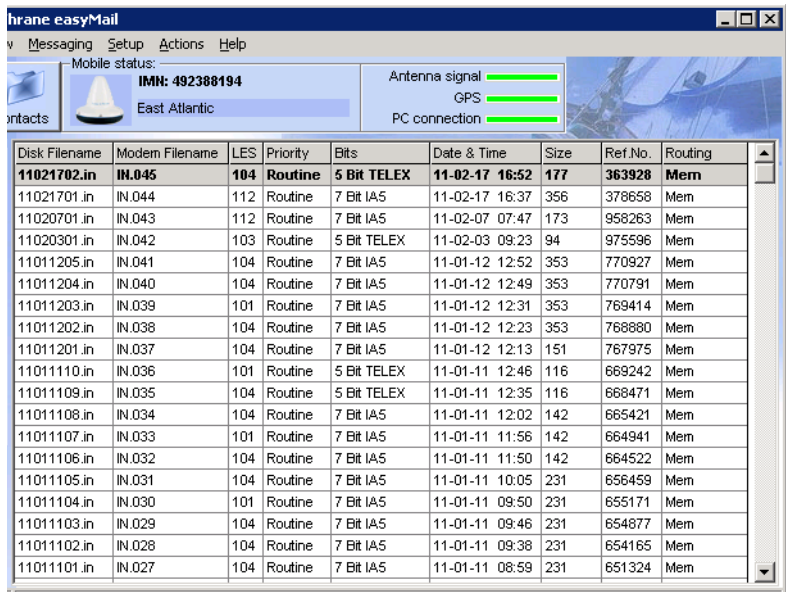 hrane easyMail
Messaging Setup Actions Help
Mobile status:
IMN: 492388194
East Atlantic
Antenna signal
GPS
PC connection
ontacts
Disk Filename Modem Filename LES Priority Bits Date & Time Size Ref.No. Routing
11021702.in IN.045 104 Routine 5 Bit TELEX 11-02-17 16:52 177 363928 Mem
11021701.in IN.044 112 Routine 7 Bit IA5 11-02-17 16:37 356 378658 Mem
11020701.in IN.043 112 Routine 7 Bit IA5 11-02-07 07:47 173 958263 Mem
11020301.in IN.042 103 Routine 5 Bit TELEX 11-02-03 09:23 94 975596 Mem
11011205.in IN.041 104 Routine 7 Bit IA5 11-01-12 12:52 353 770927 Mem
11011204.in IN.040 104 Routine 7 Bit IA5 11-01-12 12:49 353 770791 Mem
11011203.in IN.039 101 Routine 7 Bit IA5 11-01-12 12:31 353 769414 Mem
11011202.in IN.038 104 Routine 7 Bit IA5 11-01-12 12:23 353 768880 Mem
11011201.in IN.037 104 Routine 7 Bit IA5 11-01-12 12:13 151 767975 Mem
11011110.in IN.036 101 Routine 5 Bit TELEX 11-01-11 12:46 116 669242 Mem
11011109.in IN.035 104 Routine 5 Bit TELEX 11-01-11 12:35 116 668471 Mem
11011108.in IN.034 104 Routine 7 Bit IA5 11-01-11 12:02 142 665421 Mem
11011107.in IN.033 101 Routine 7 Bit IA5 11-01-11 11:56 142 664941 Mem
11011106.in IN.032 104 Routine 7 Bit IA5 11-01-11 11:50 142 664522 Mem
11011105.in IN.031 104 Routine 7 Bit IA5 11-01-11 10:05 231 656459 Mem
11011104.in IN.030 101 Routine 7 Bit IA5 11-01-11 09:50 231 655171 Mem
11011103.in IN.029 104 Routine 7 Bit IA5 11-01-11 09:46 231 654877 Mem
11011102.in IN.028 104 Routine 7 Bit IA5 11-01-11 09:38 231 654165 Mem
11011101.in IN.027 104 Routine 7 Bit IA5 11-01-11 08:59 231 651324 Mem